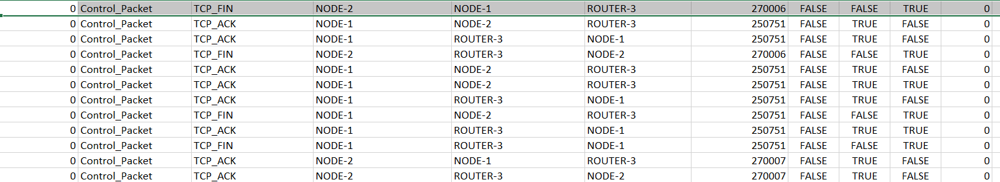 0 Control_Packet TCP_FIN NODE-2 NODE-1 ROUTER-3 270006 FALSE FALSE TRUE 0
0 Control_Packet TCP_ACK NODE-1 NODE-2 ROUTER-3 250751 FALSE TRUE FALSE 0
0 Control_Packet TCP_ACK NODE-1 ROUTER-3 NODE-1 250751 FALSE TRUE FALSE 0
0 Control_Packet TCP_FIN NODE-2 ROUTER-3 NODE-2 270006 FALSE FALSE TRUE 0
0 Control_Packet TCP_ACK NODE-1 NODE-2 ROUTER-3 250751 FALSE TRUE FALSE 0
0 Control_Packet TCP_ACK NODE-1 NODE-2 ROUTER-3 250751 FALSE TRUE TRUE 0
0 Control_Packet TCP_ACK NODE-1 ROUTER-3 NODE-1 250751 FALSE TRUE FALSE 0
0 Control_Packet TCP_FIN NODE-1 NODE-2 ROUTER-3 250751 FALSE FALSE TRUE 0
0 Control_Packet TCP_ACK NODE-1 ROUTER-3 NODE-1 250751 FALSE TRUE TRUE 0
0 Control_Packet TCP_FIN NODE-1 ROUTER-3 NODE-1 250751 FALSE FALSE TRUE 0
0 Control_Packet TCP_ACK NODE-2 NODE-1 ROUTER-3 270007 FALSE TRUE FALSE 0
0 Control_Packet TCP_ACK NODE-2 ROUTER-3 NODE-2 270007 FALSE TRUE FALSE 0